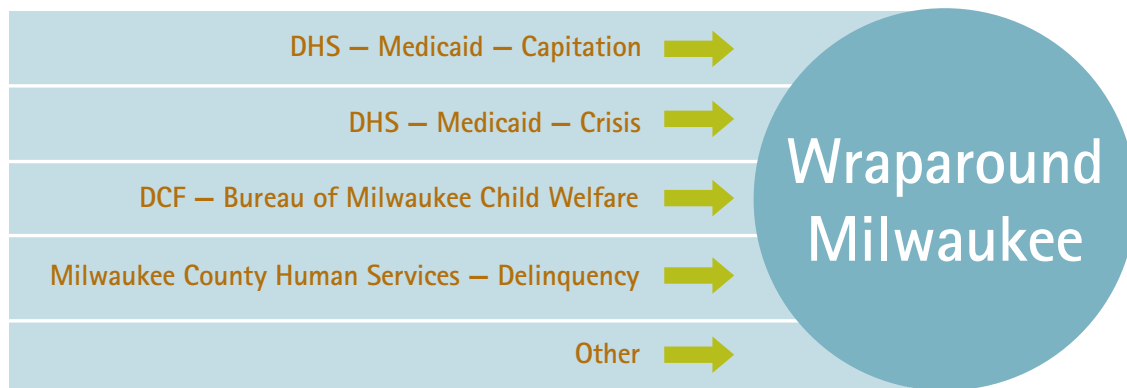 DHS — Medicaid — Capitation
DHS — Medicaid — Crisis
DCF — Bureau of Milwaukee Child Welfare
Milwaukee County Human Services — Delinquency
Other
Wraparound
Milwaukee